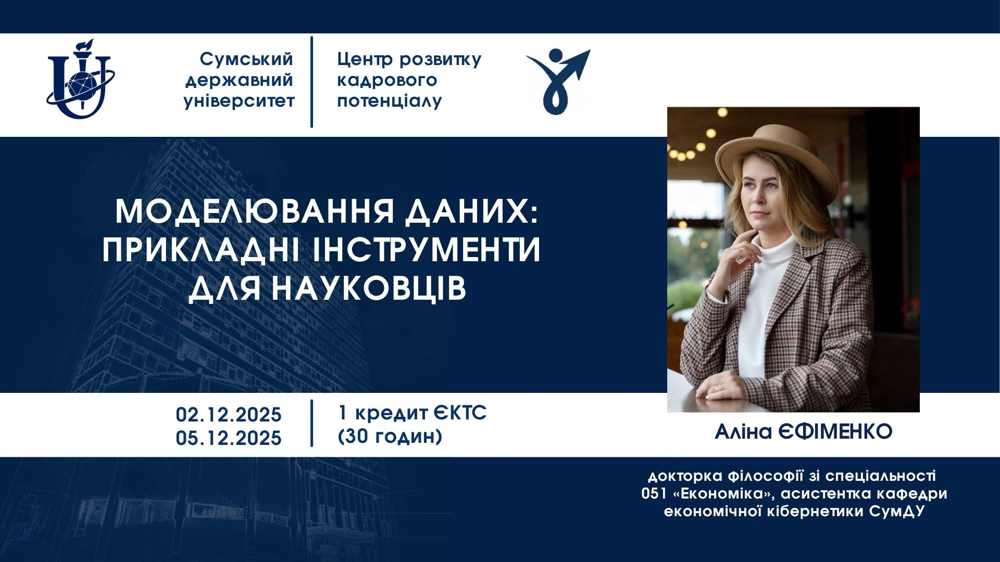 Сумський
державний
університет
Центр розвитку
кадрового
потенціалу
МОДЕЛЮВАННЯ ДАНИХ:
ПРИКЛАДНІ ІНСТРУМЕНТИ
ДЛЯ НАУКОВЦІВ
02.12.2025
05.12.2025
1 кредит ЄКТС
(30 годин)
Аліна ЄФІМЕНКО
докторка філософії зі спеціальності
051 «Економіка», асистентка кафедри
економічної кібернетики СумДУ